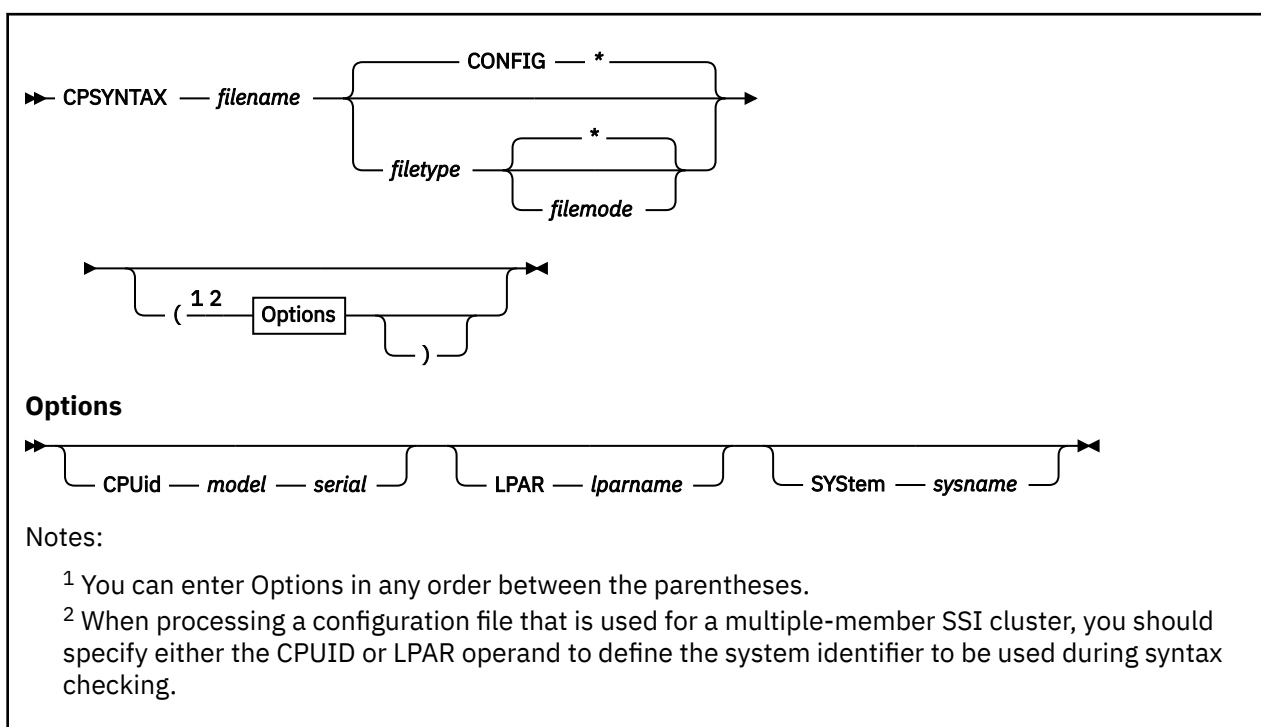 CONFIG *
CPSYNTAX filename
*
filetype
filemode
1 2
( Options
)
Options
CPUid model serial LPAR lparname SYStem sysname
Notes:
1 You can enter Options in any order between the parentheses.
2 When processing a configuration file that is used for a multiple-member SSI cluster, you should
specify either the CPUID or LPAR operand to define the system identifier to be used during syntax
checking.